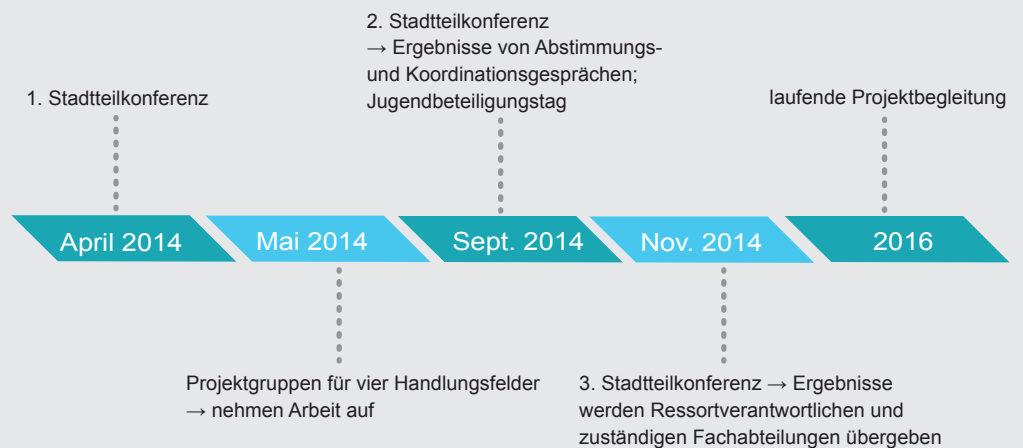 2. Stadtteilkonferenz
→ Ergebnisse von Abstimmungs-
und Koordinationsgesprächen;
Jugendbeteiligungstag
1. Stadtteilkonferenz
laufende Projektbegleitung
April 2014
Mai 2014
Sept. 2014
Nov. 2014
2016
Projektgruppen für vier Handlungsfelder
→ nehmen Arbeit auf
3. Stadtteilkonferenz → Ergebnisse
werden Ressortverantwortlichen und
zuständigen Fachabteilungen übergeben